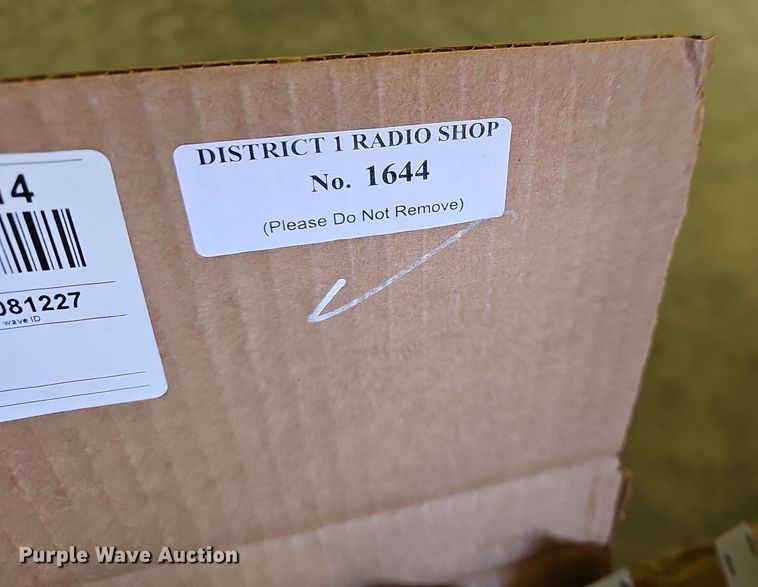 DISTRICT 1 RADIO SHOP
No. 1644
(Please Do Not Remove)
14
081227
wave ID
Purple Wave Auction